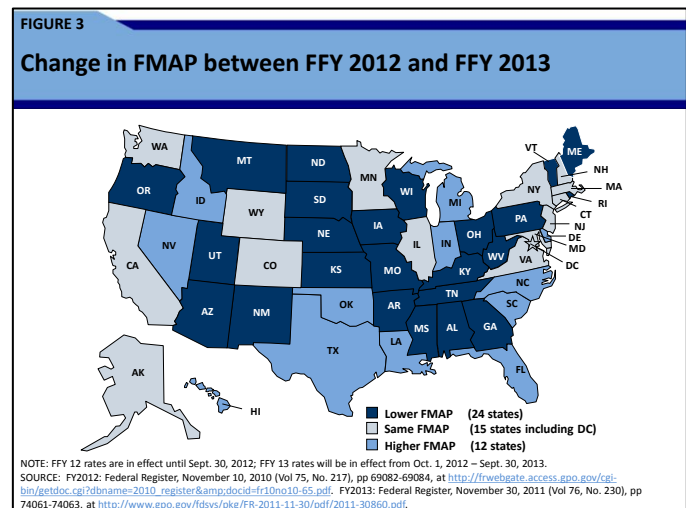 FIGURE 3
Change in FMAP between FFY 2012 and FFY 2013
WA
MT
ND
MN
VT
ME
NH
OR
ID
SD
WI
NY
MA
WY
MI
RI
CT
NV
NE
IA
PA
NJ
CA
UT
CO
KS
IL
IN
OH
DE
MD
MO
WV
VA
DC
KY
NC
AZ
NM
OK
AR
TN
SC
TX
LA
MS
AL
GA
AK
FL
HI
Lower FMAP (24 states)
Same FMAP (15 states including DC)
Higher FMAP (12 states)
NOTE: FFY 12 rates are in effect until Sept. 30, 2012; FFY 13 rates will be in effect from Oct. 1, 2012 – Sept. 30, 2013.
SOURCE: FY2012: Federal Register, November 10, 2010 (Vol 75, No. 217), pp 69082-69084, at http://frwebgate.access.gpo.gov/cgi-
bin/getdoc.cgi?dbname=2010_register&amp;docid=fr10no10-65.pdf. FY2013: Federal Register, November 30, 2011 (Vol 76, No. 230), pp
74061-74063, at http://www.gpo.gov/fdsys/pkg/FR-2011-11-30/pdf/2011-30860.pdf.